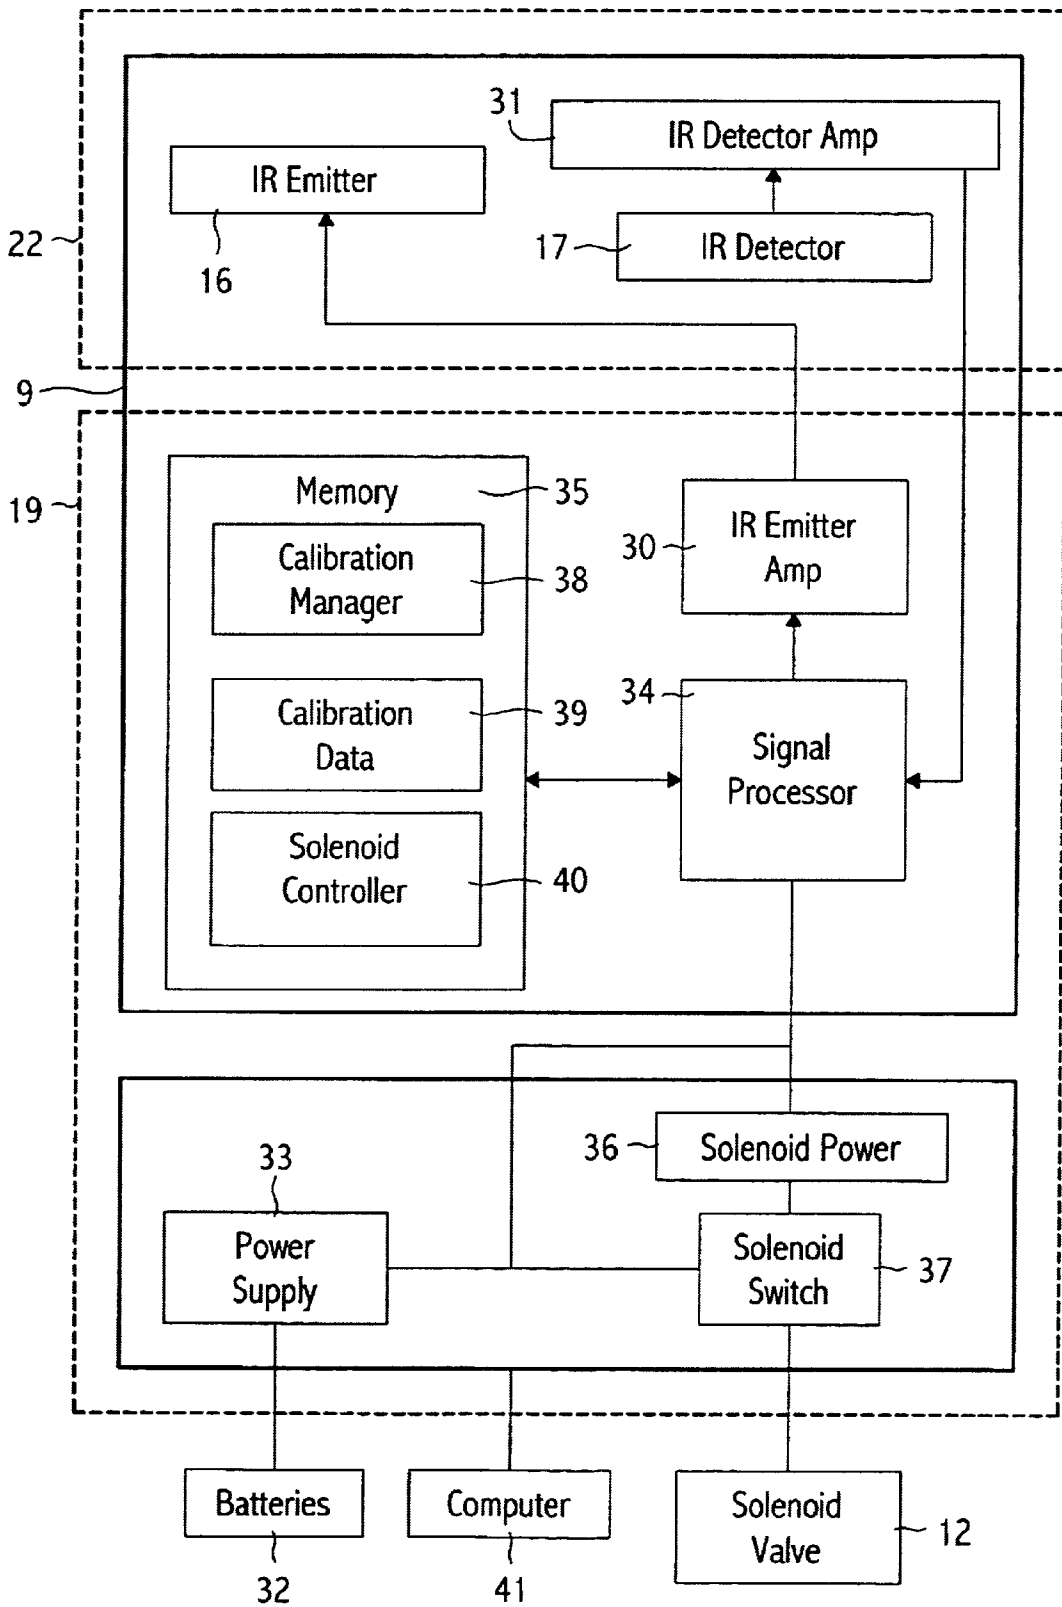 31
IR Detector Amp
IR Emitter
17
IR Detector
22
16
9
19
Memory
35
Calibration
Manager
38
30
IR Emitter
Amp
Calibration
Data
39
34
Signal
Processor
Solenoid
Controller
40
36
Solenoid Power
33
Power
Supply
Solenoid
Switch
37
Batteries
Computer
Solenoid
Valve
12
32
41